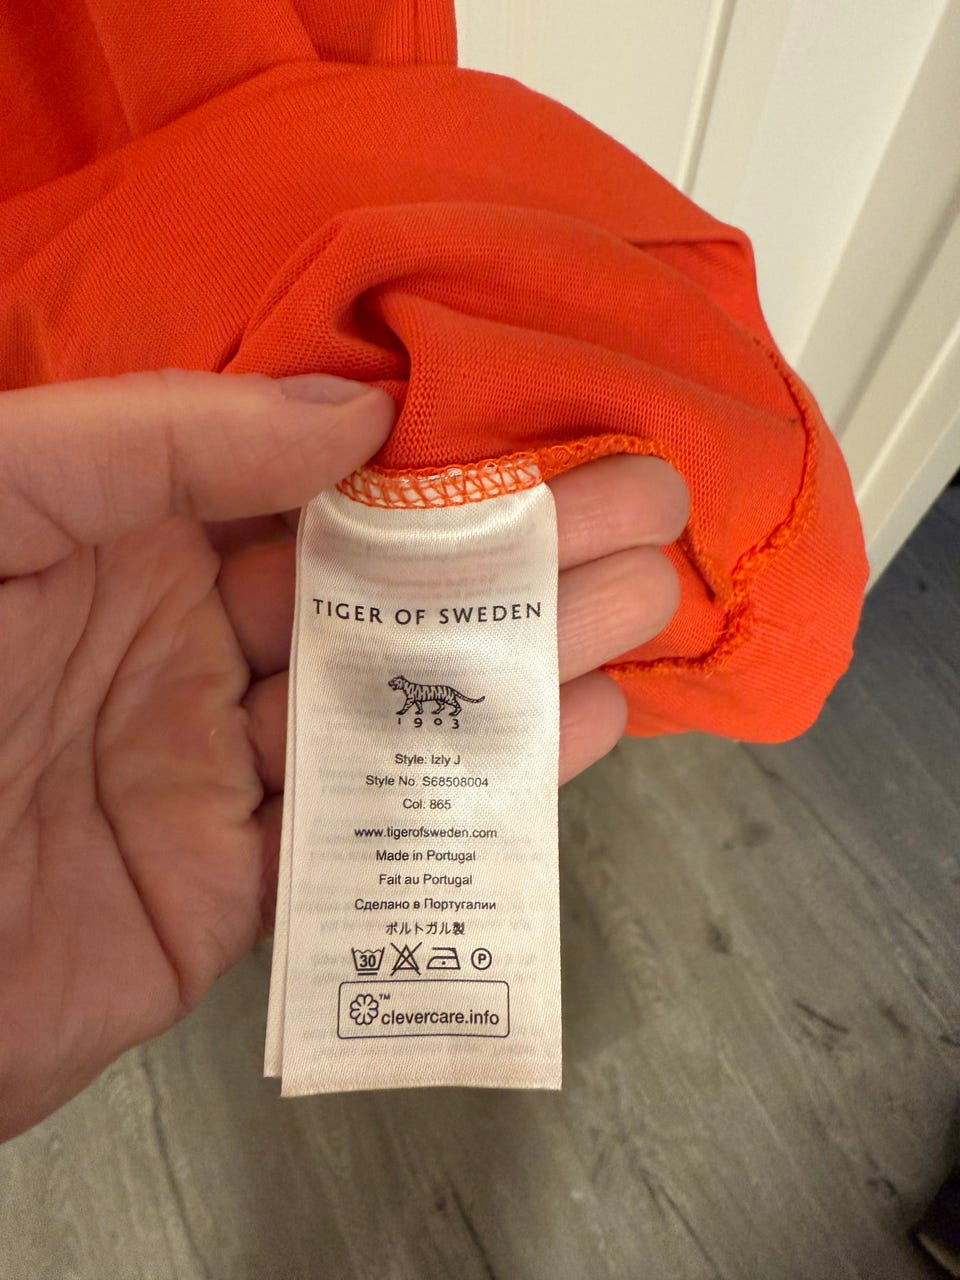 TIGER OF SWEDEN
1903
Style: Izly J
Style No. S68508004
Col: 865
www.tigerofsweden.com
Made in Portugal
Fait au Portugal
Сделано в Португалии
ポルトガル製
30 P
™ clevercare.info